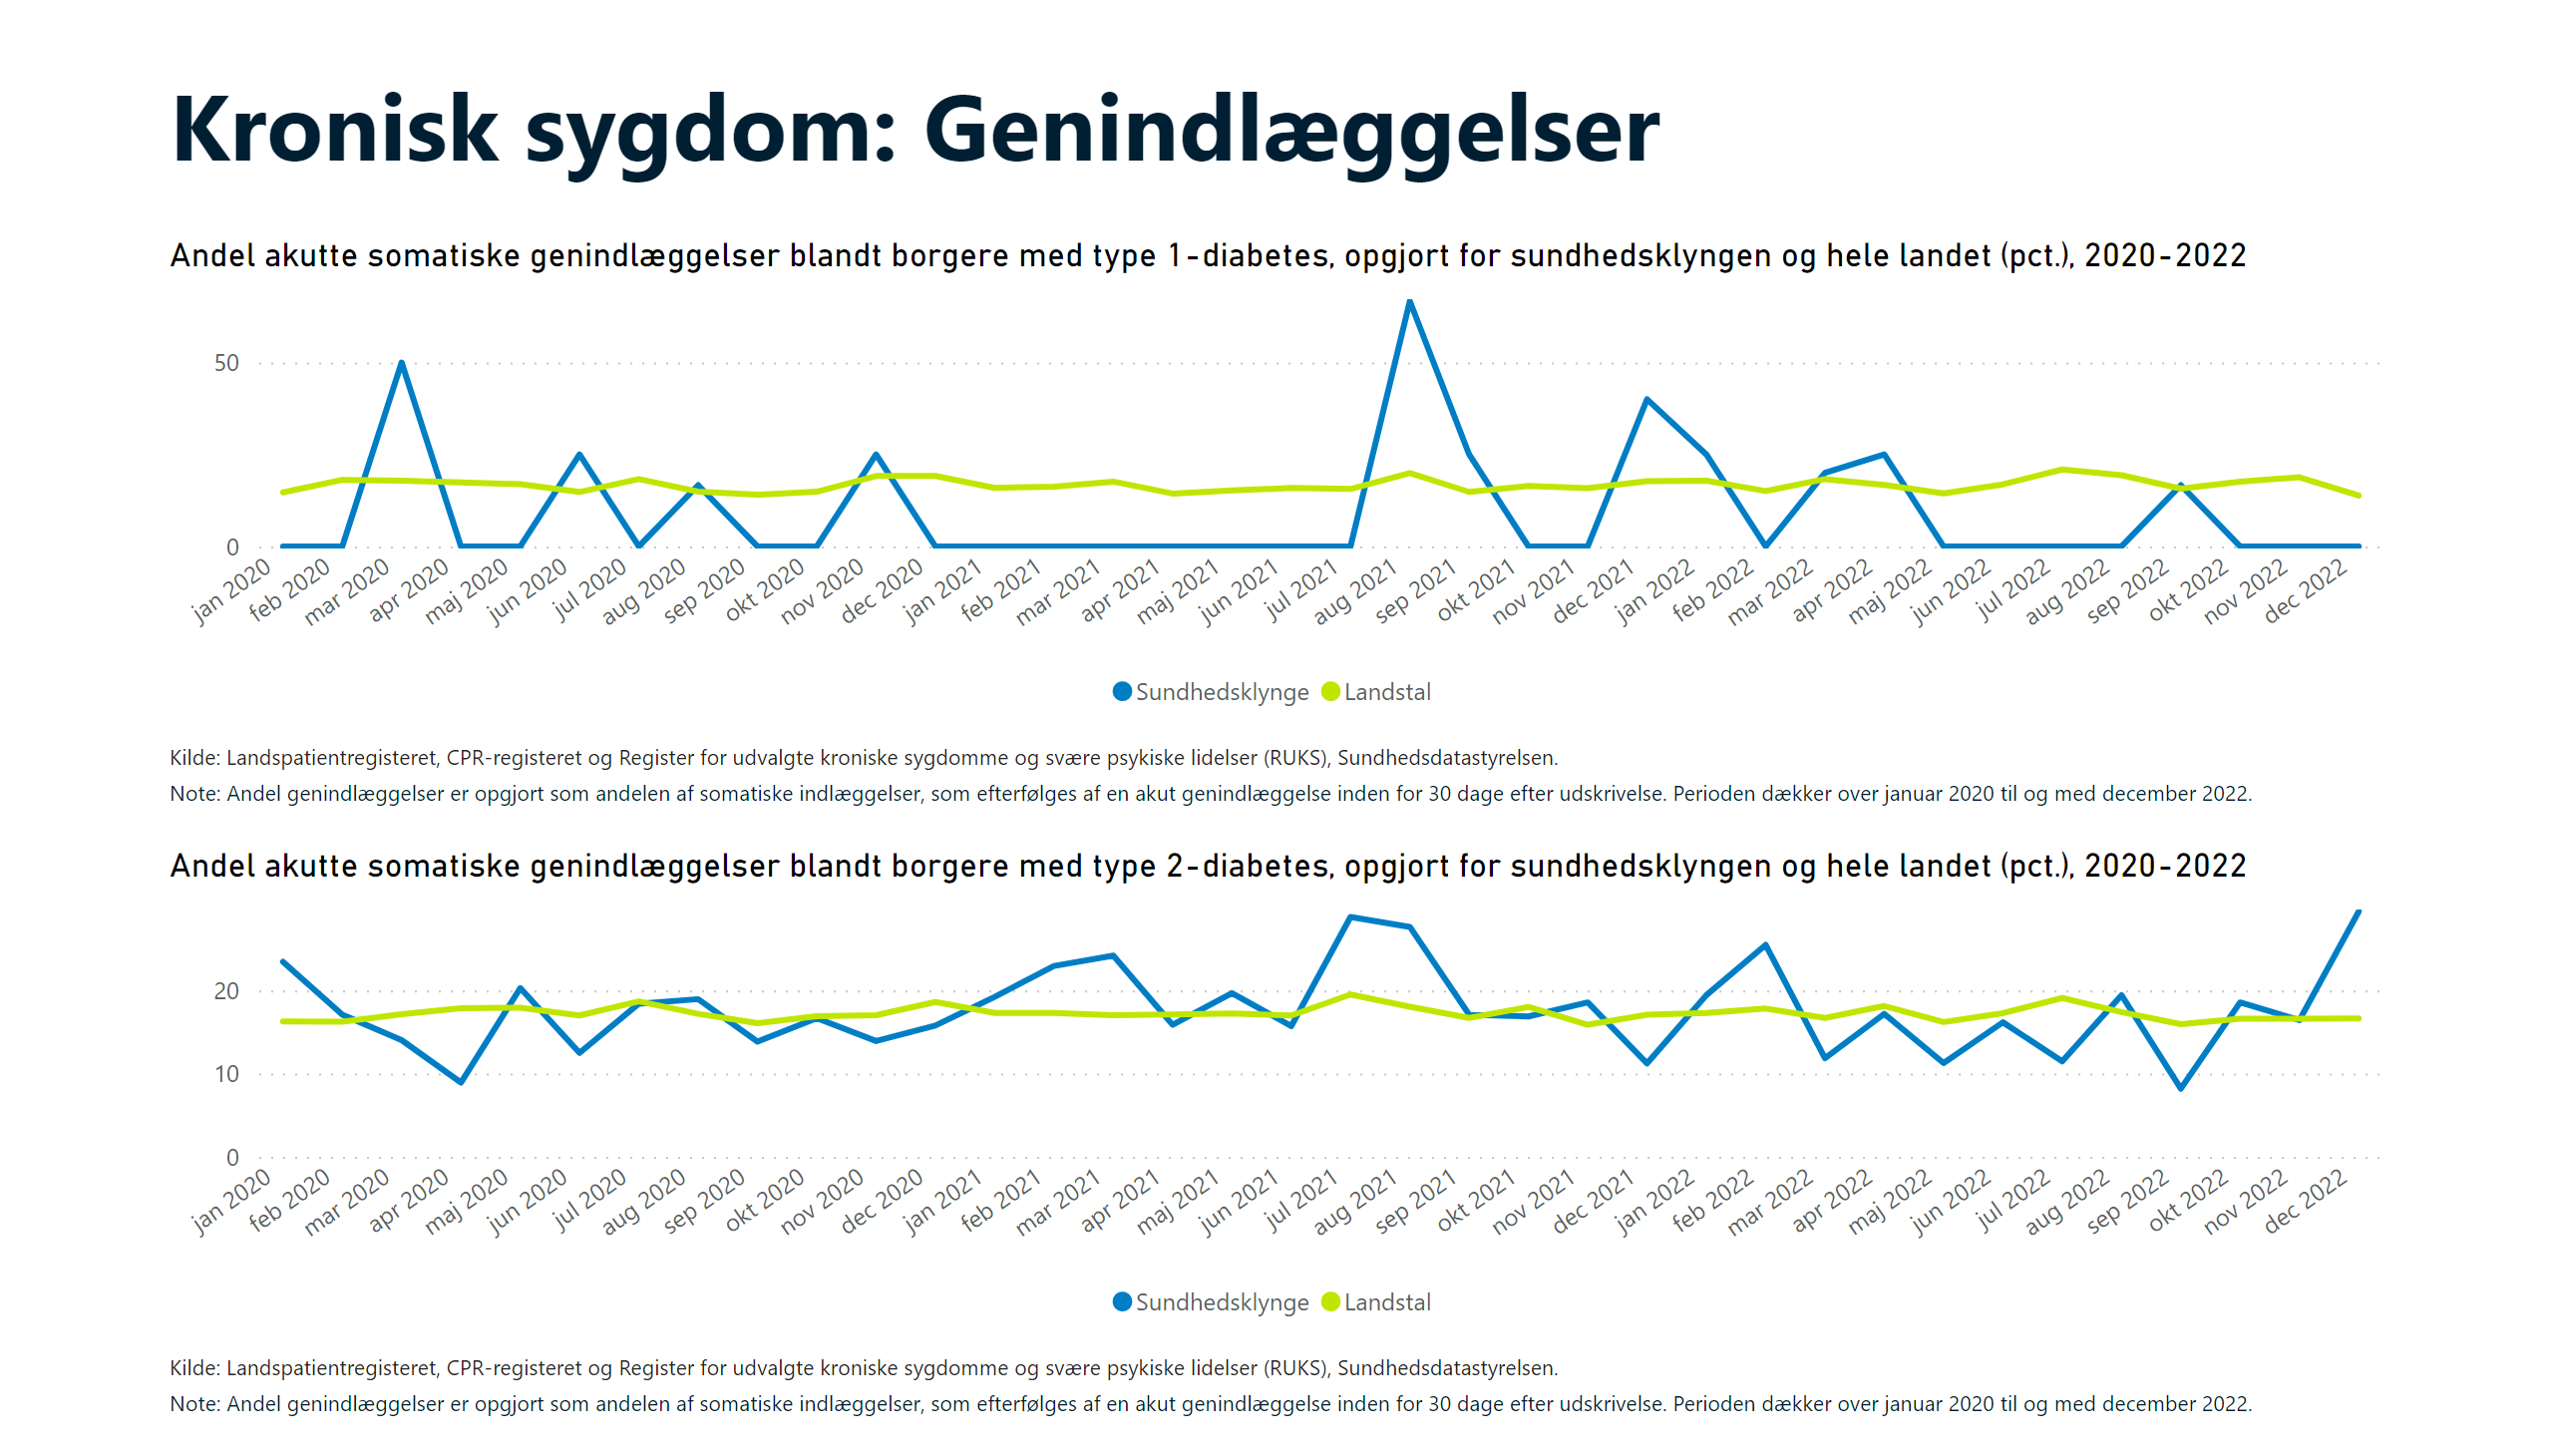 Kronisk sygdom: Genindlæggelser
Andel akutte somatiske genindlæggelser blandt borgere med type 1-diabetes, opgjort for sundhedsklyngen og hele landet (pct.), 2020-2022
50
0
jan 2020 feb 2020 mar 2020 apr 2020 maj 2020 jun 2020 jul 2020 aug 2020 sep 2020 okt 2020 nov 2020 dec 2020 jan 2021 feb 2021 mar 2021 apr 2021 maj 2021 jun 2021 jul 2021 aug 2021 sep 2021 okt 2021 nov 2021 dec 2021 jan 2022 feb 2022 mar 2022 apr 2022 maj 2022 jun 2022 jul 2022 aug 2022 sep 2022 okt 2022 nov 2022 dec 2022
Sundhedsklynge Landstal
Kilde: Landspatientregisteret, CPR-registeret og Register for udvalgte kroniske sygdomme og svære psykiske lidelser (RUKS), Sundhedsdatastyrelsen.
Note: Andel genindlæggelser er opgjort som andelen af somatiske indlæggelser, som efterfølges af en akut genindlæggelse inden for 30 dage efter udskrivelse. Perioden dækker over januar 2020 til og med december 2022.
Andel akutte somatiske genindlæggelser blandt borgere med type 2-diabetes, opgjort for sundhedsklyngen og hele landet (pct.), 2020-2022
20
10
0
jan 2020 feb 2020 mar 2020 apr 2020 maj 2020 jun 2020 jul 2020 aug 2020 sep 2020 okt 2020 nov 2020 dec 2020 jan 2021 feb 2021 mar 2021 apr 2021 maj 2021 jun 2021 jul 2021 aug 2021 sep 2021 okt 2021 nov 2021 dec 2021 jan 2022 feb 2022 mar 2022 apr 2022 maj 2022 jun 2022 jul 2022 aug 2022 sep 2022 okt 2022 nov 2022 dec 2022
Sundhedsklynge Landstal
Kilde: Landspatientregisteret, CPR-registeret og Register for udvalgte kroniske sygdomme og svære psykiske lidelser (RUKS), Sundhedsdatastyrelsen.
Note: Andel genindlæggelser er opgjort som andelen af somatiske indlæggelser, som efterfølges af en akut genindlæggelse inden for 30 dage efter udskrivelse. Perioden dækker over januar 2020 til og med december 2022.